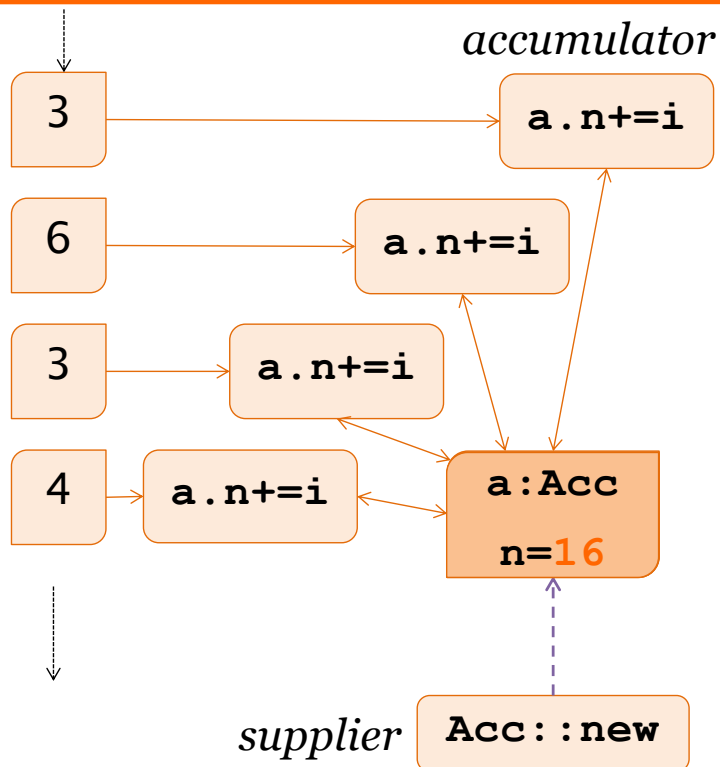 accumulator
3
a.n+=i
6
a.n+=i
3
a.n+=i
4
a.n+=i
a:Acc
n=16
supplier
Acc::new